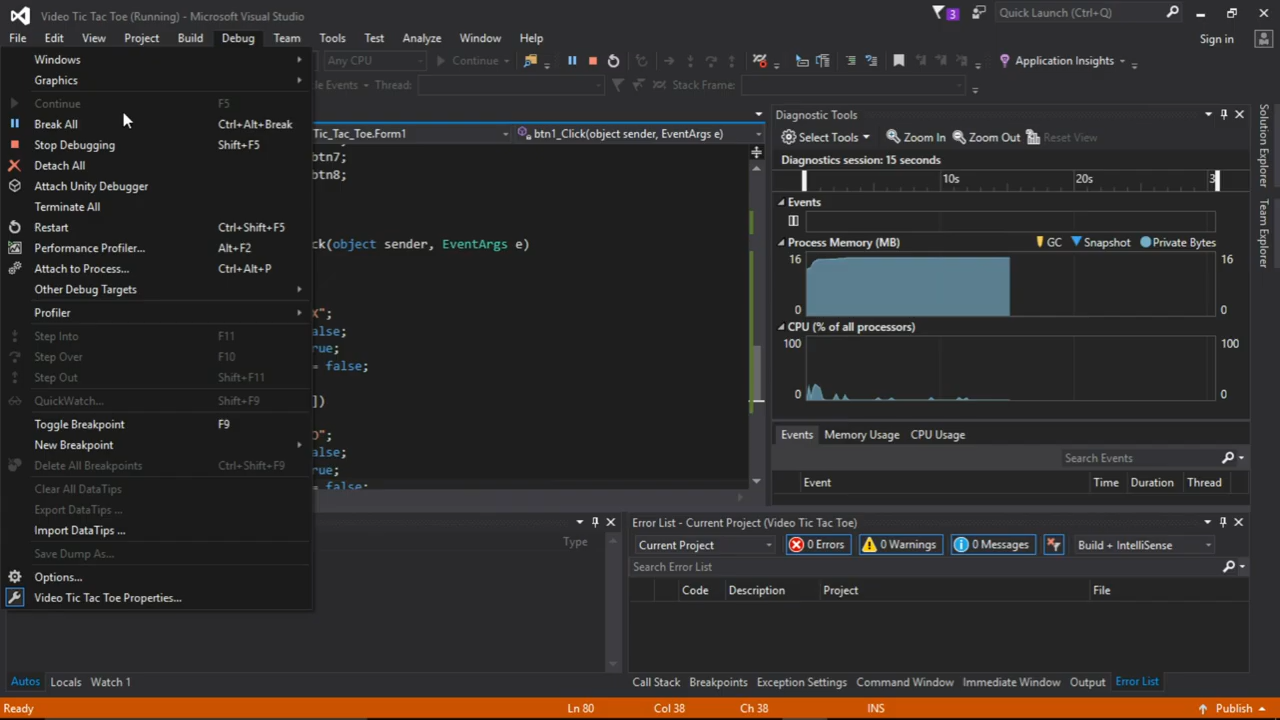 Video Tic Tac Toe (Running) - Microsoft Visual Studio
3
Quick Launch (Ctrl+Q)
File Edit View Project Build Debug Team Tools Test Analyze Window Help
Sign in
Any CPU
Continue
Application Insights
le Events
Thread:
Stack Frame:
Windows
Graphics
Continue F5
Break All Ctrl+Alt+Break
Stop Debugging Shift+F5
Detach All
Attach Unity Debugger
Terminate All
Restart Ctrl+Shift+F5
Performance Profiler... Alt+F2
Attach to Process... Ctrl+Alt+P
Other Debug Targets
Profiler
Step Into F11
Step Over F10
Step Out Shift+F11
QuickWatch... Shift+F9
Toggle Breakpoint F9
New Breakpoint
Delete All Breakpoints Ctrl+Shift+F9
Clear All DataTips
Export DataTips ...
Import DataTips ...
Save Dump As...
Options...
Video Tic Tac Toe Properties...
Tic_Tac_Toe.Form1
btn1_Click(object sender, EventArgs e)
btn7;
btn8;
ck(object sender, EventArgs e)
X";
alse;
rue;
= false;
])
O";
alse;
rue;
= false;
Diagnostic Tools
Select Tools Zoom In Zoom Out Reset View
Diagnostics session: 15 seconds
10s 20s 3
Events
Process Memory (MB) GC Snapshot Private Bytes
16 16
0 0
CPU (% of all processors)
100 100
0 0
Events Memory Usage CPU Usage
Search Events
Event Time Duration Thread
Solution Explorer
Team Explorer
Type
Autos Locals Watch 1
Error List - Current Project (Video Tic Tac Toe)
Current Project 0 Errors 0 Warnings 0 Messages Build + IntelliSense
Search Error List
Code Description Project File
Call Stack Breakpoints Exception Settings Command Window Immediate Window Output Error List
Ready Ln 80 Col 38 Ch 38 INS Publish